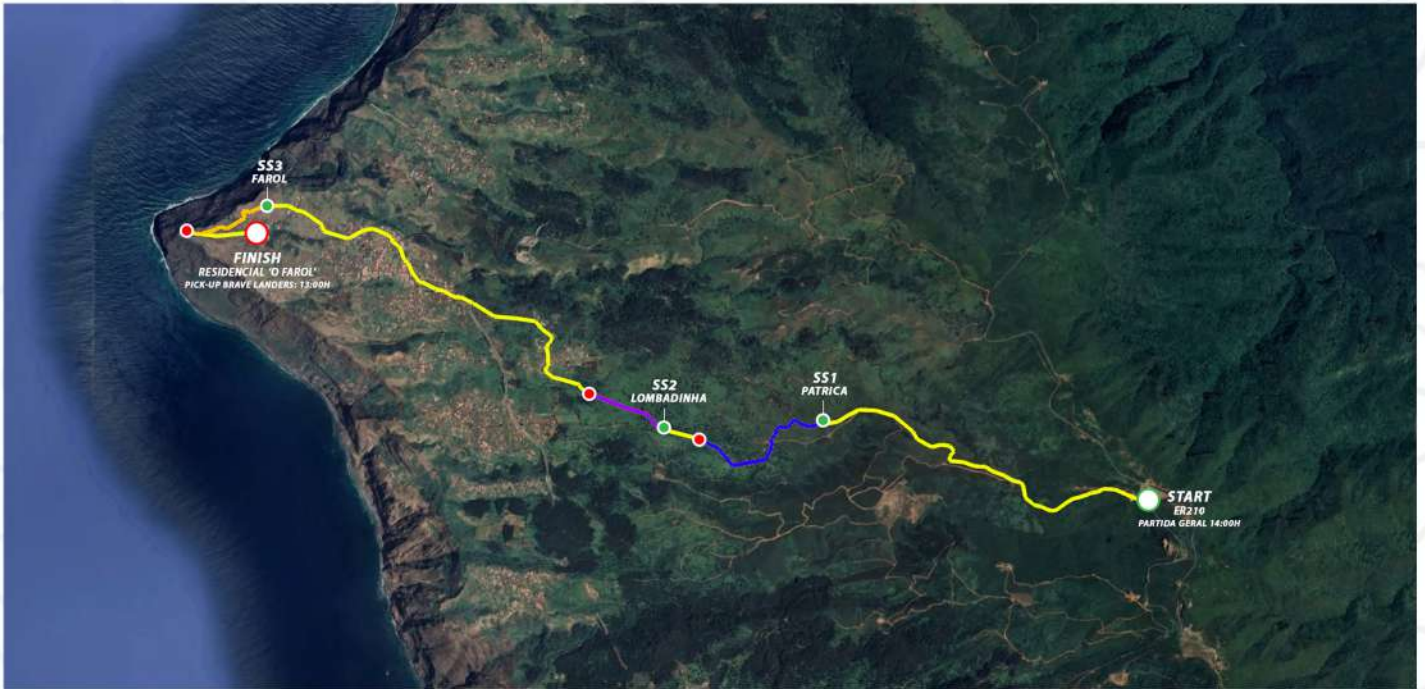 SS3
FAROL
FINISH
RESIDENCIAL 'O FAROL'
PICK-UP BRAVE LANDERS: 13:00H
SS2
LOMBADINHA
SS1
PATRICA
START
ER210
PARTIDA GERAL 14:00H